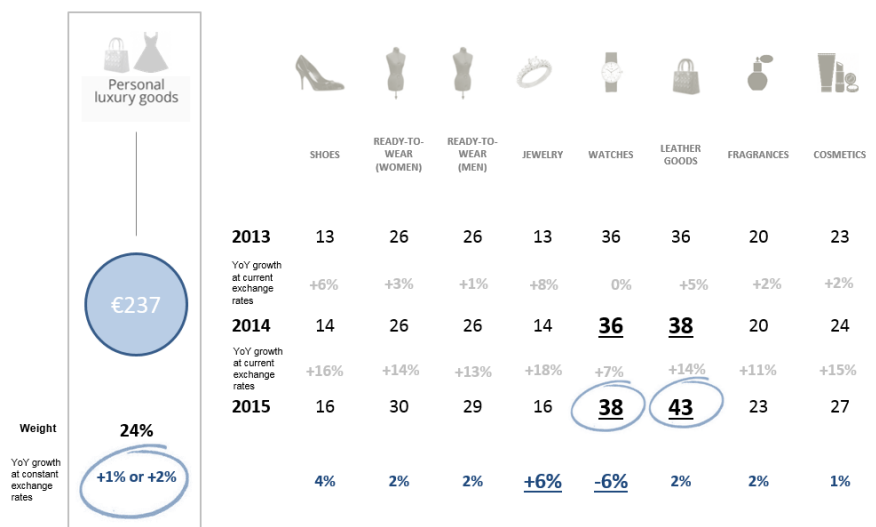 Personal
luxury goods
SHOES
READY-TO-
WEAR
(WOMEN)
READY-TO-
WEAR
(MEN)
JEWELRY
WATCHES
LEATHER
GOODS
FRAGRANCES
COSMETICS
2013 13 26 26 13 36 36 20 23
YoY growth
at current
exchange
rates
+6% +3% +1% +8% 0% +5% +2% +2%
€237
2014 14 26 26 14 36 38 20 24
YoY growth
at current
exchange
rates
+16% +14% +13% +18% +7% +14% +11% +15%
2015 16 30 29 16 38 43 23 27
Weight 24%
YoY growth
at constant
exchange
rates
+1% or +2%
4% 2% 2% +6% -6% 2% 2% 1%